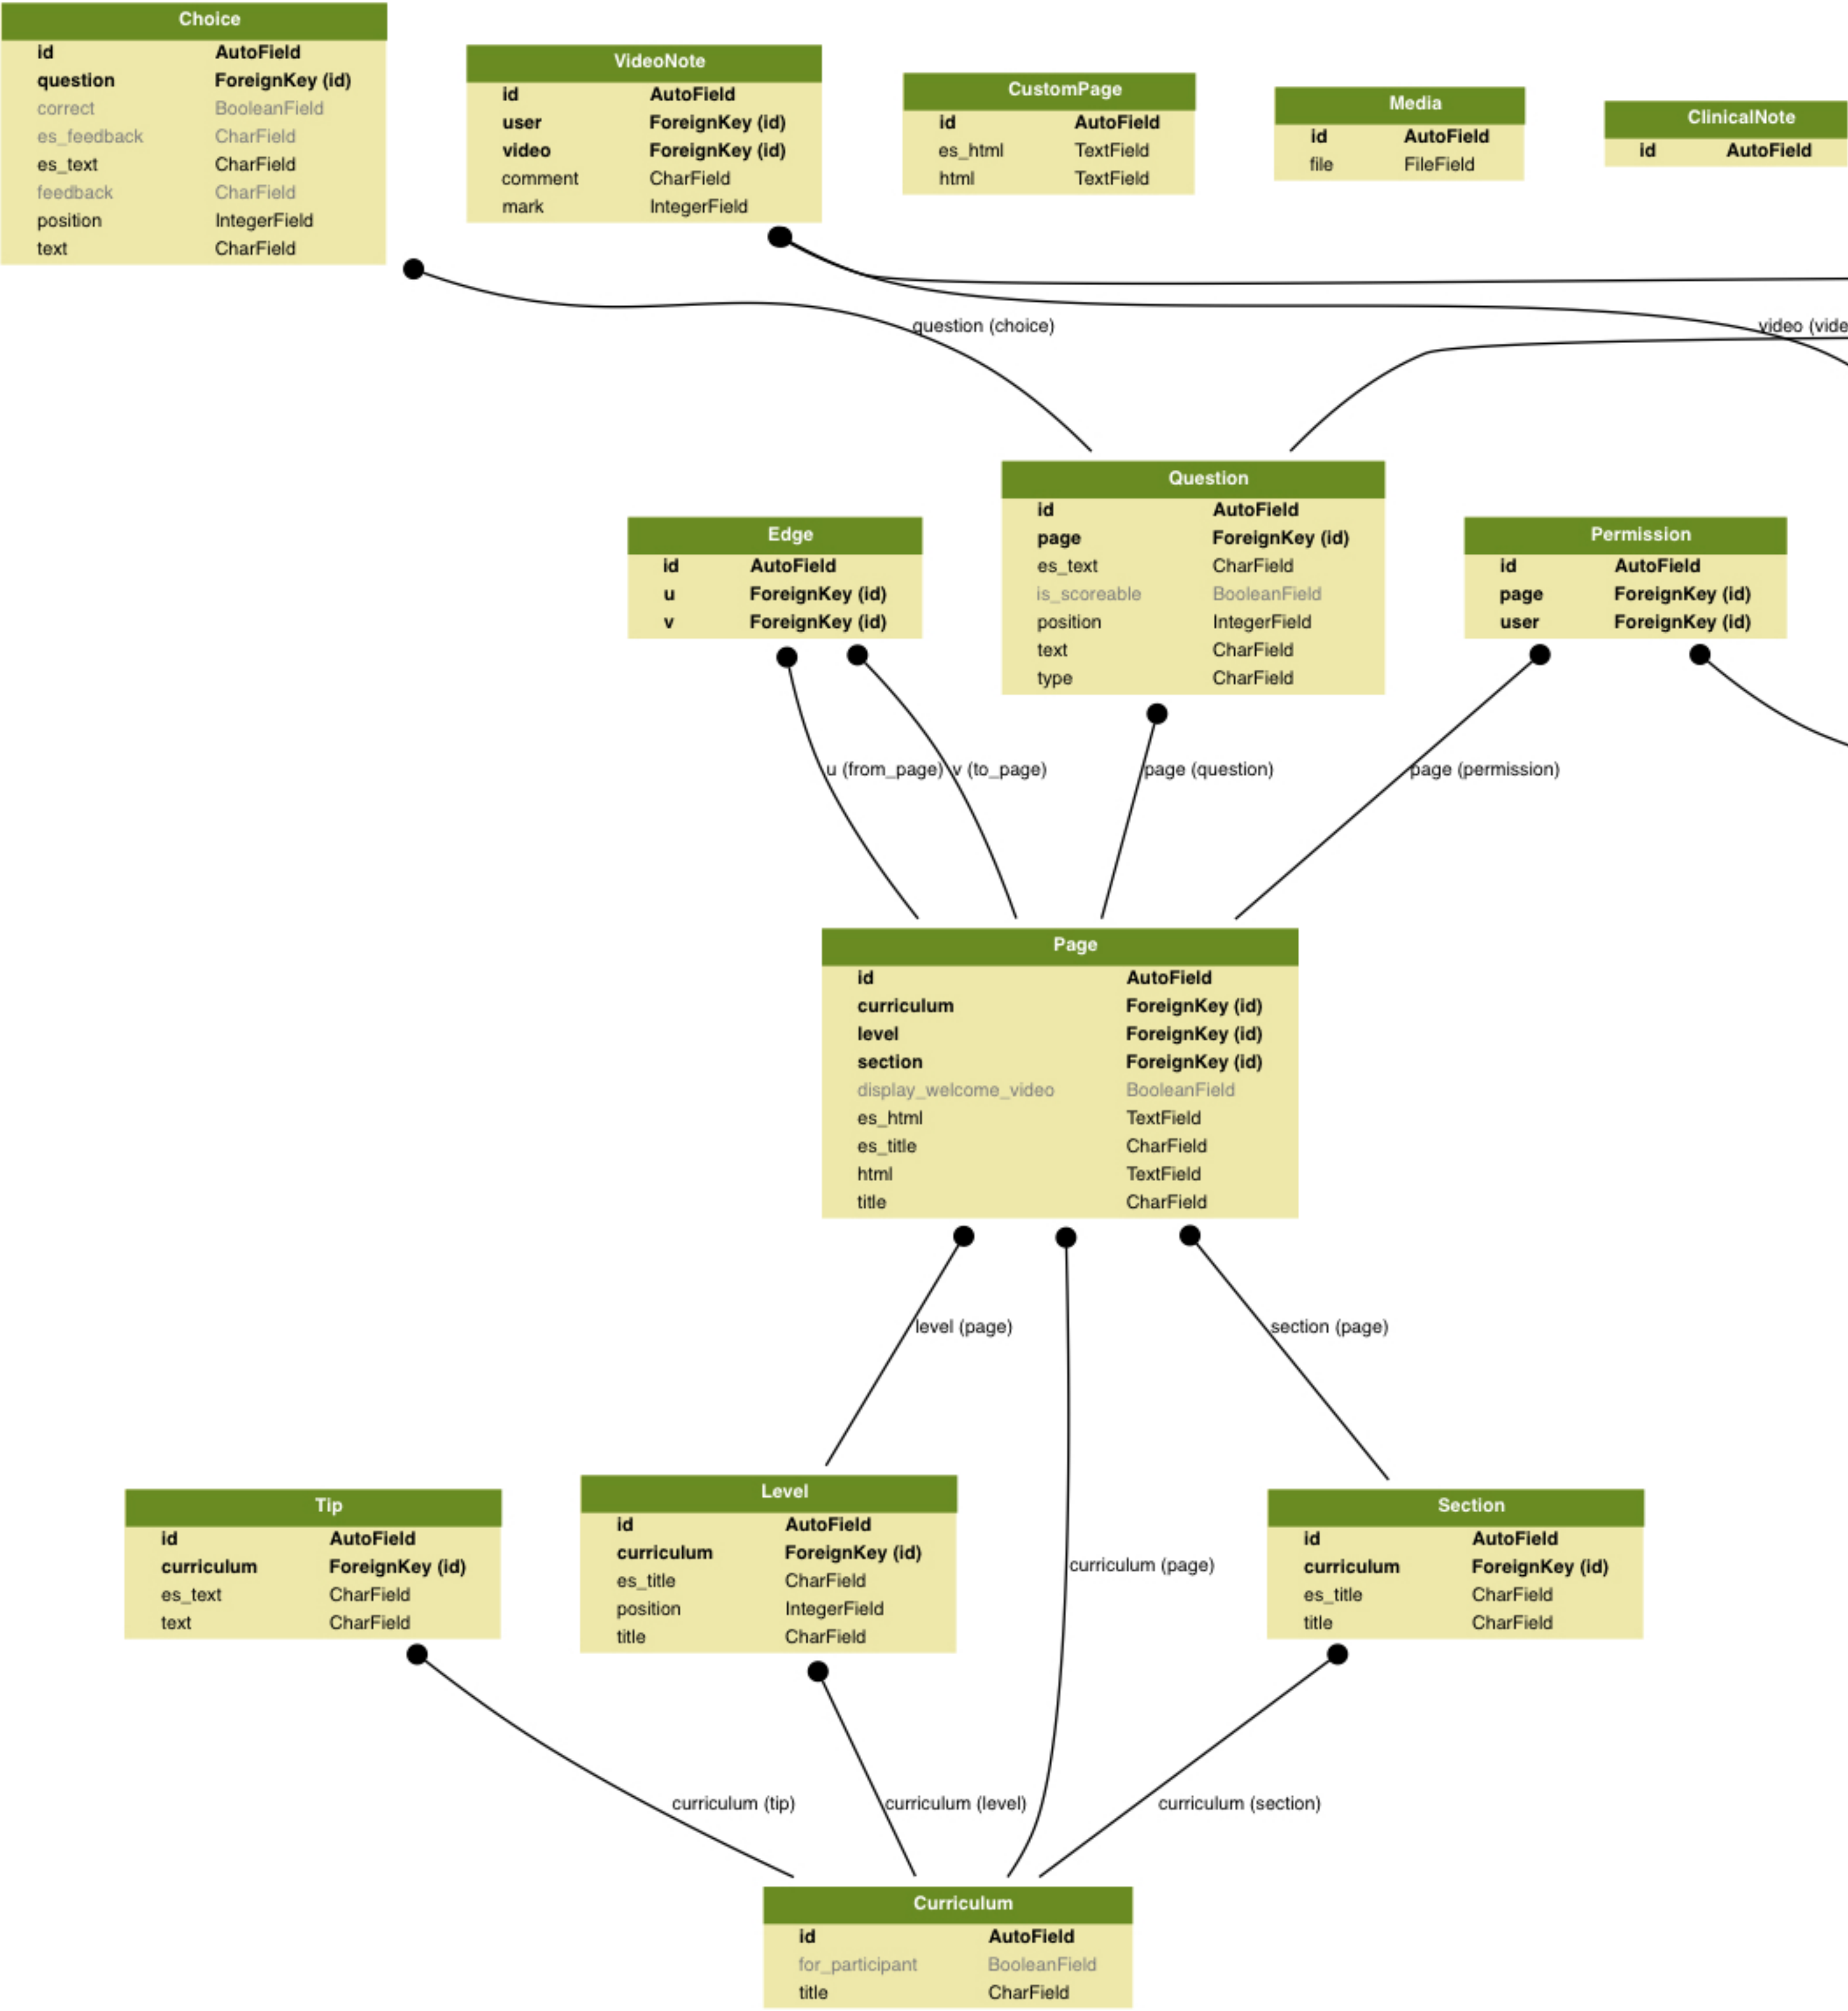 Choice
id AutoField
question ForeignKey (id)
correct BooleanField
es_feedback CharField
es_text CharField
feedback CharField
position IntegerField
text CharField
VideoNote
id AutoField
user ForeignKey (id)
video ForeignKey (id)
comment CharField
mark IntegerField
CustomPage
id AutoField
es_html TextField
html TextField
Media
id AutoField
file FileField
ClinicalNote
id AutoField
question (choice)
video (vide
Edge
id AutoField
u ForeignKey (id)
v ForeignKey (id)
Question
id AutoField
page ForeignKey (id)
es_text CharField
is_scoreable BooleanField
position IntegerField
text CharField
type CharField
Permission
id AutoField
page ForeignKey (id)
user ForeignKey (id)
u (from_page)
v (to_page)
page (question)
page (permission)
Page
id AutoField
curriculum ForeignKey (id)
level ForeignKey (id)
section ForeignKey (id)
display_welcome_video BooleanField
es_html TextField
es_title CharField
html TextField
title CharField
level (page)
section (page)
Tip
id AutoField
curriculum ForeignKey (id)
es_text CharField
text CharField
Level
id AutoField
curriculum ForeignKey (id)
es_title CharField
position IntegerField
title CharField
curriculum (page)
Section
id AutoField
curriculum ForeignKey (id)
es_title CharField
title CharField
curriculum (tip)
curriculum (level)
curriculum (section)
Curriculum
id AutoField
for_participant BooleanField
title CharField